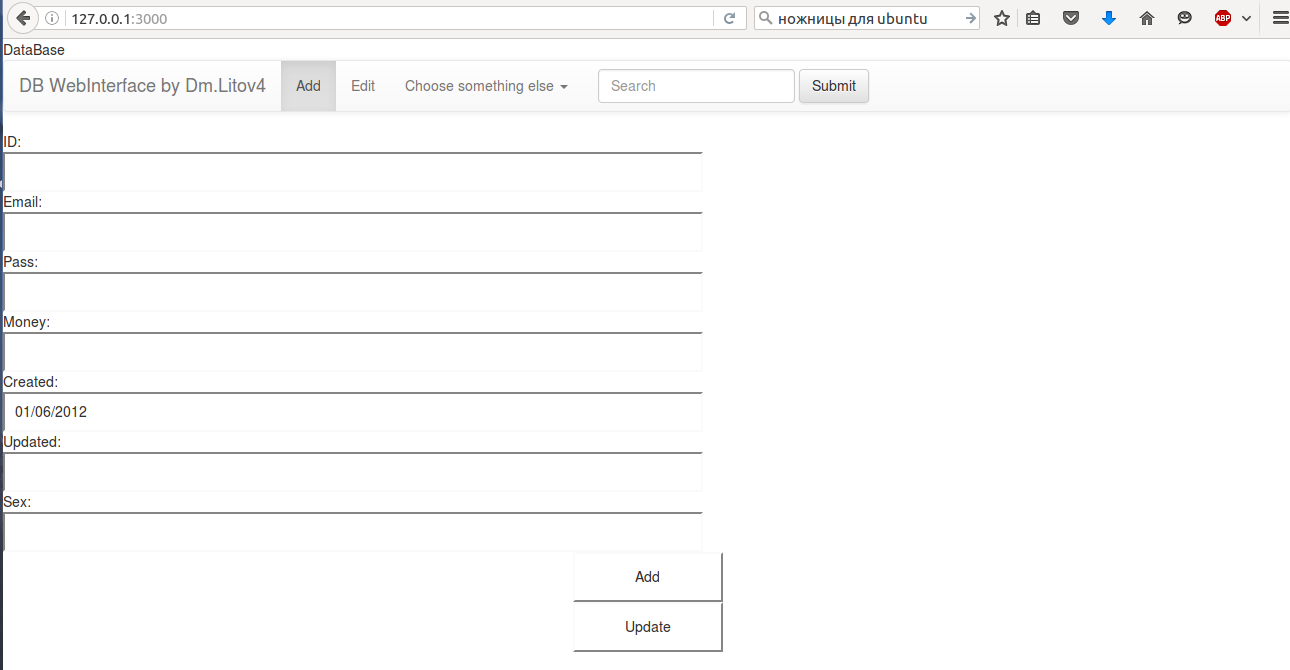 127.0.0.1:3000
ножницы для ubuntu
ABP
DataBase
DB WebInterface by Dm.Litov4 Add Edit Choose something else Search Submit
ID:
Email:
Pass:
Money:
Created:
01/06/2012
Updated:
Sex:
Add
Update